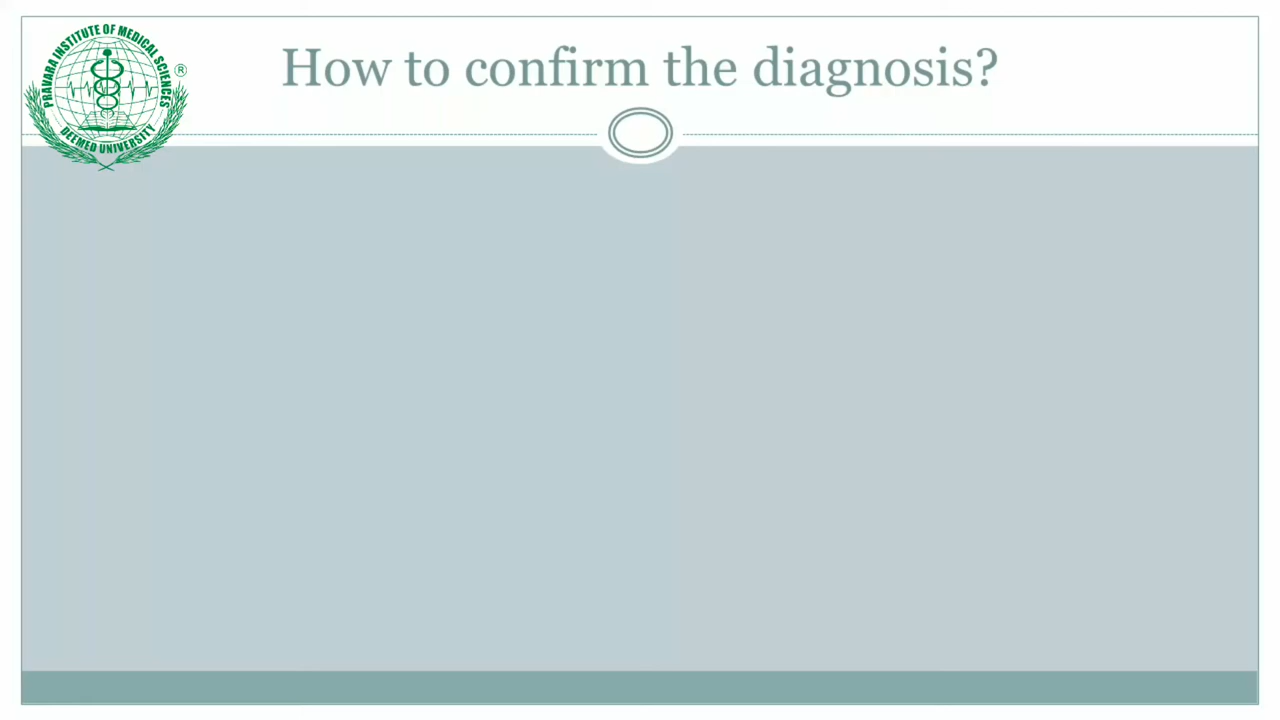 How to confirm the diagnosis?
PRAVARA INSTITUTE OF MEDICAL SCIENCES
®
DEEMED UNIVERSITY